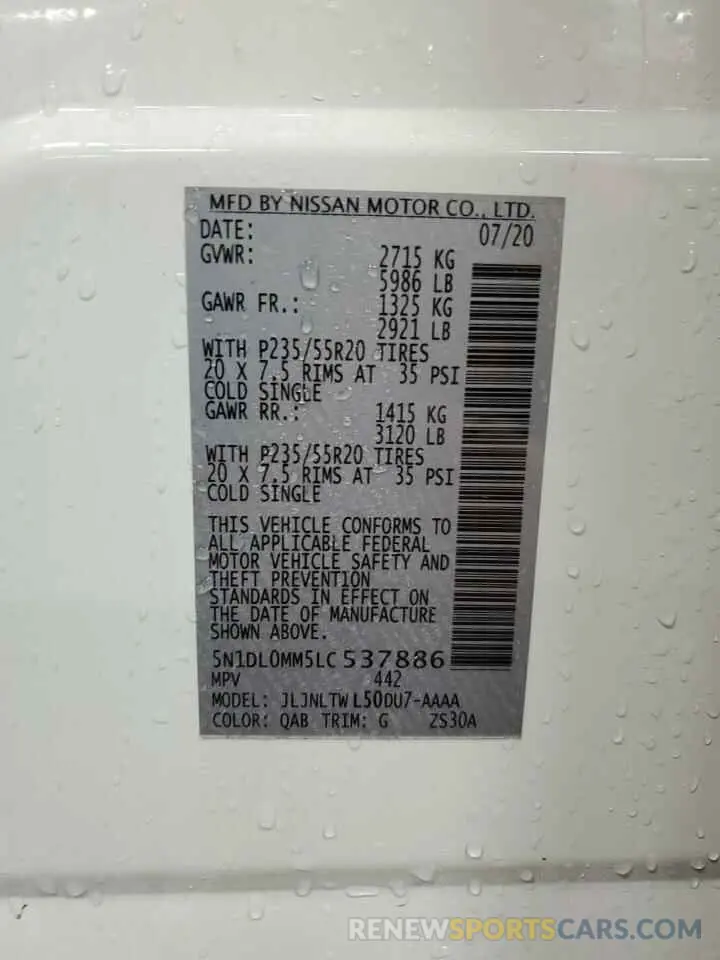 MFD BY NISSAN MOTOR CO., LTD.
DATE: 07/20
GVWR: 2715 KG
5986 LB
GAWR FR.: 1325 KG
2921 LB
WITH P235/55R20 TIRES
20 X 7.5 RIMS AT 35 PSI
COLD SINGLE
GAWR RR.: 1415 KG
3120 LB
WITH P235/55R20 TIRES
20 X 7.5 RIMS AT 35 PSI
COLD SINGLE
THIS VEHICLE CONFORMS TO
ALL APPLICABLE FEDERAL
MOTOR VEHICLE SAFETY AND
THEFT PREVENTION
STANDARDS IN EFFECT ON
THE DATE OF MANUFACTURE
SHOWN ABOVE.
5N1DL0MM5LC537886
MPV 442
MODEL: JLJNLTWL50DU7-AAAA
COLOR: QAB TRIM: G ZS30A
RENEWSPORTSCARS.COM